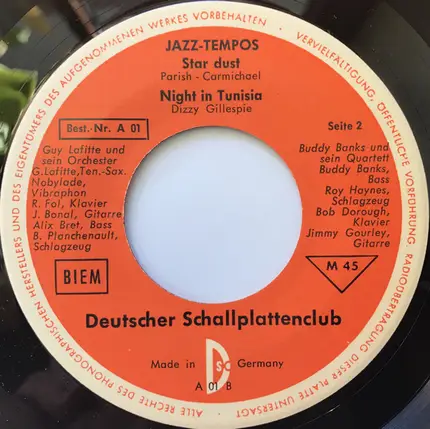 ALLE RECHTE DES PHONOGRAPHISCHEN HERSTELLERS UND DES EIGENTÜMERS DES AUFGENOMMENEN WERKES VORBEHALTEN - VERVIELFÄLTIGUNG, ÖFFENTLICHE VORFÜHRUNG, RADIOÜBERTRAGUNG DIESER PLATTE UNTERSAGT -
JAZZ-TEMPOS
Star dust
Parish - Carmichael
Night in Tunisia
Dizzy Gillespie
Best.-Nr. A 01
Seite 2
Guy Lafitte und
sein Orchester
G.Lafitte,Ten.-Sax.
Nobylade,
Vibraphon
R. Fol, Klavier
J. Bonal, Gitarre
Alix Bret, Bass
B. Planchenault,
Schlagzeug
Buddy Banks und
sein Quartett
Buddy Banks,
Bass
Roy Haynes,
Schlagzeug
Bob Dorough,
Klavier
Jimmy Gourley,
Gitarre
BIEM
M 45
Deutscher Schallplattenclub
Made in Germany
DSC
A 01 B